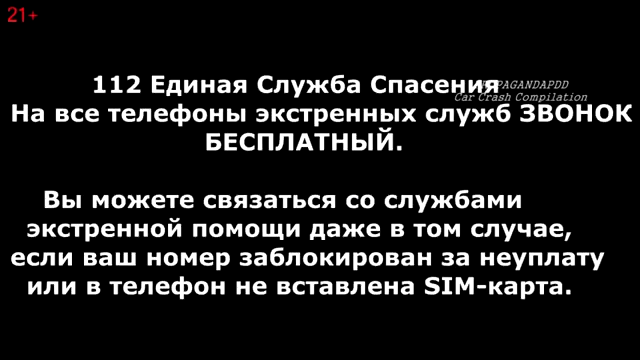 21+
112 Единая Служба Спасения
PROPAGANDAPDD
Car Crash Compilation
На все телефоны экстренных служб ЗВОНОК
БЕСПЛАТНЫЙ.
Вы можете связаться со службами
экстренной помощи даже в том случае,
если ваш номер заблокирован за неуплату
или в телефон не вставлена SIM-карта.